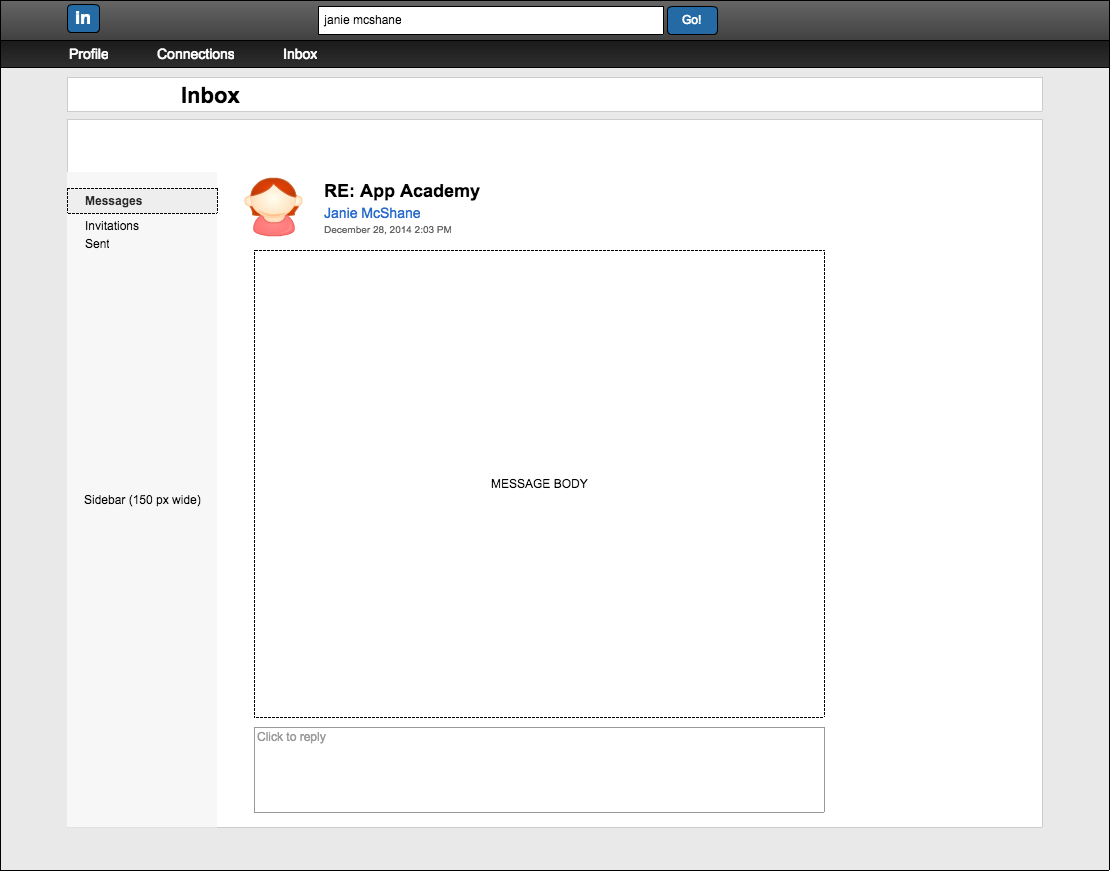 in
janie mcshane
Go!
Profile Connections Inbox
Inbox
Messages
Invitations
Sent
Sidebar (150 px wide)
RE: App Academy
Janie McShane
December 28, 2014 2:03 PM
MESSAGE BODY
Click to reply